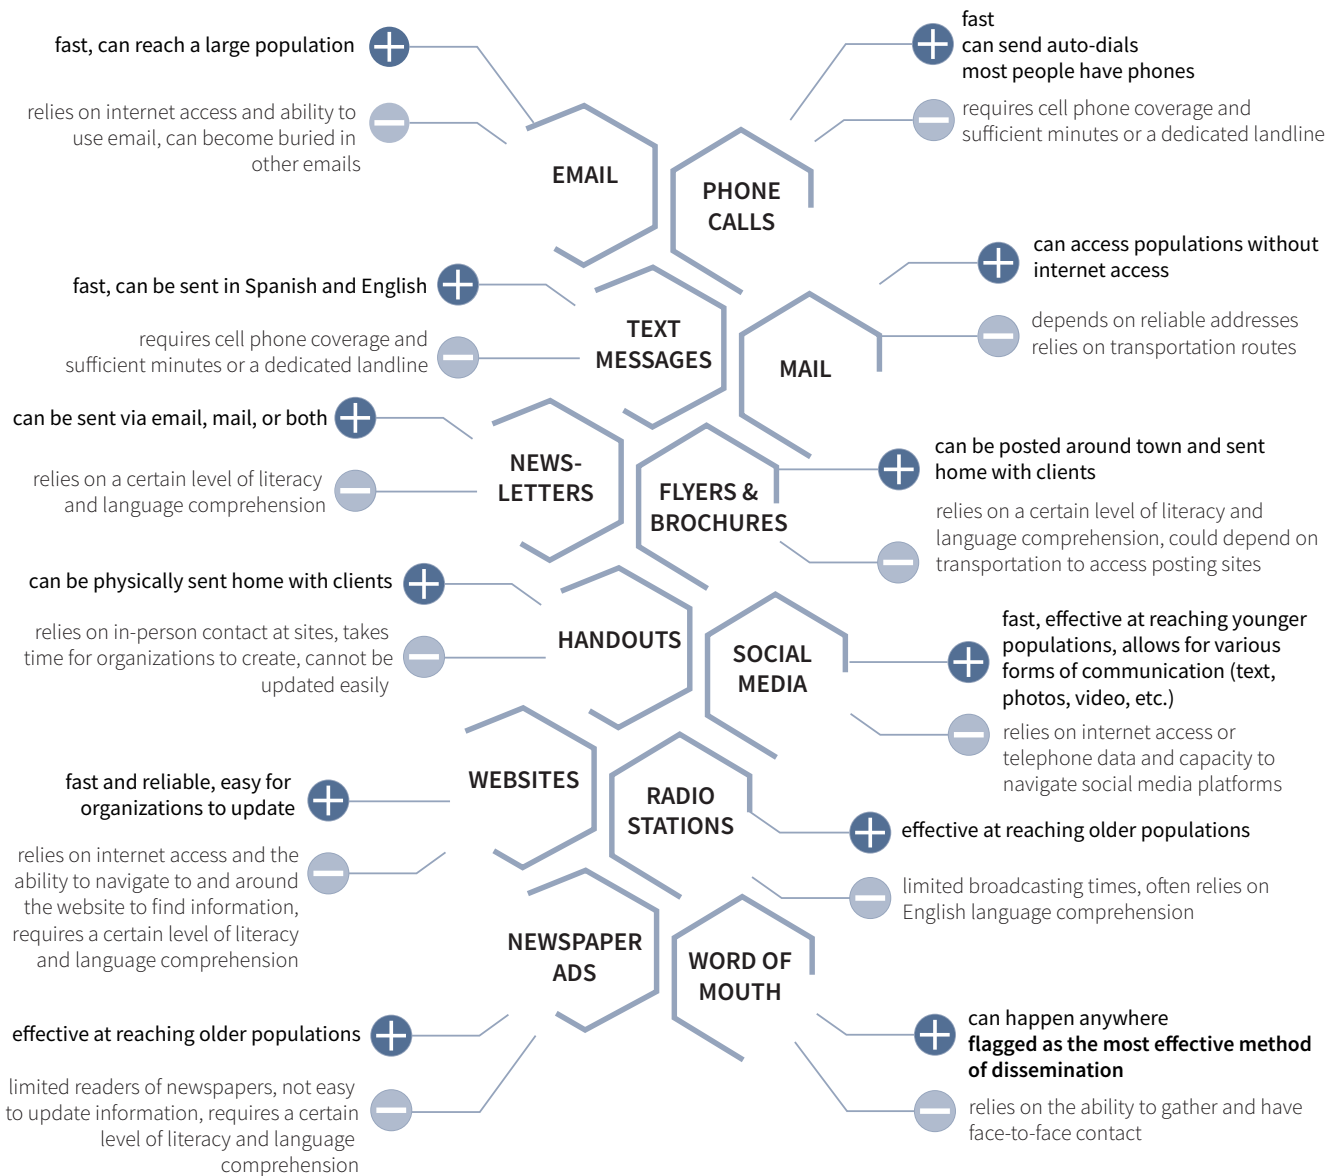 fast, can reach a large population
relies on internet access and ability to
use email, can become buried in
other emails
EMAIL
fast
can send auto-dials
most people have phones
requires cell phone coverage and
sufficient minutes or a dedicated landline
PHONE
CALLS
fast, can be sent in Spanish and English
requires cell phone coverage and
sufficient minutes or a dedicated landline
TEXT
MESSAGES
can access populations without
internet access
depends on reliable addresses
relies on transportation routes
MAIL
can be sent via email, mail, or both
relies on a certain level of literacy
and language comprehension
NEWS-
LETTERS
can be posted around town and sent
home with clients
relies on a certain level of literacy and
language comprehension, could depend on
transportation to access posting sites
FLYERS &
BROCHURES
can be physically sent home with clients
relies on in-person contact at sites, takes
time for organizations to create, cannot be
updated easily
HANDOUTS
fast, effective at reaching younger
populations, allows for various
forms of communication (text,
photos, video, etc.)
relies on internet access or
telephone data and capacity to
navigate social media platforms
SOCIAL
MEDIA
fast and reliable, easy for
organizations to update
relies on internet access and the
ability to navigate to and around
the website to find information,
requires a certain level of literacy
and language comprehension
WEBSITES
RADIO
STATIONS
effective at reaching older populations
limited broadcasting times, often relies on
English language comprehension
NEWSPAPER
ADS
effective at reaching older populations
limited readers of newspapers, not easy
to update information, requires a certain
level of literacy and language
comprehension
WORD OF
MOUTH
can happen anywhere
flagged as the most effective method
of dissemination
relies on the ability to gather and have
face-to-face contact